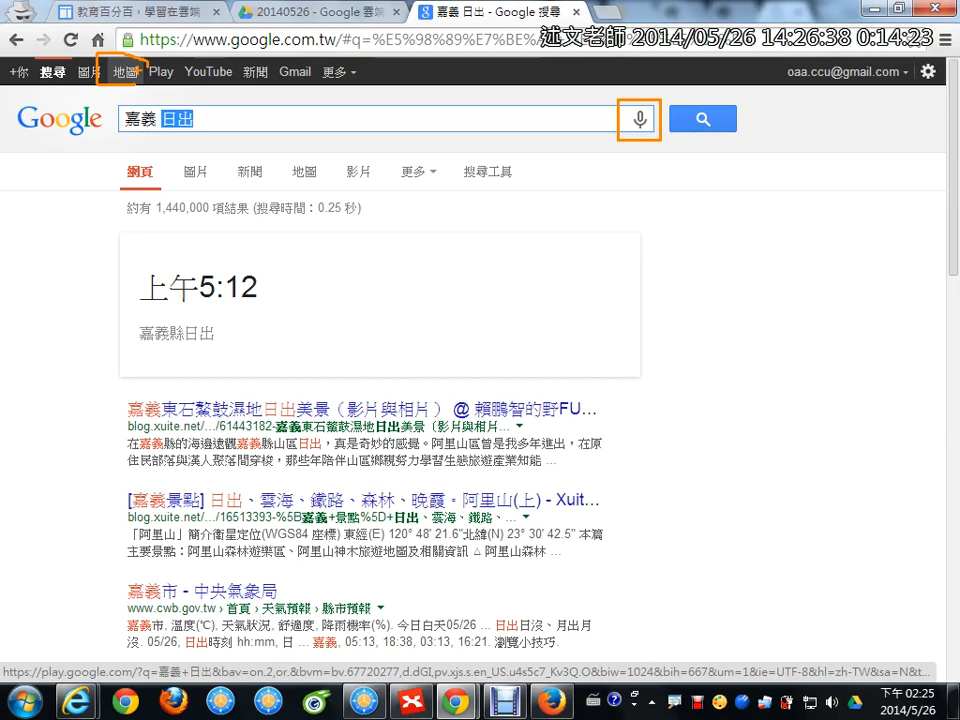 教育百分百，學習在雲端
20140526 - Google 雲端
嘉義 日出 - Google 搜尋
https://www.google.com.tw/#q=%E5%98%89%E7%BE%
述文老師 2014/05/26 14:26:38 0:14:23
+你 搜尋 圖片 地圖 Play YouTube 新聞 Gmail 更多
oaa.ccu@gmail.com
Google
嘉義 日出
網頁 圖片 新聞 地圖 影片 更多 搜尋工具
約有 1,440,000 項結果 (搜尋時間：0.25 秒)
上午5:12
嘉義縣日出
嘉義東石鰲鼓濕地日出美景（影片與相片） @ 賴鵬智的野FU...
blog.xuite.net/.../61443182-嘉義東石鰲鼓濕地日出美景（影片與相片...
在嘉義縣的海邊遠觀嘉義縣山區日出，真是奇妙的感覺。阿里山區曾是我多年進出，在原
住民部落與漢人聚落間穿梭，那些年陪伴山區鄉親努力學習生態旅遊產業知能 ...
[嘉義景點] 日出、雲海、鐵路、森林、晚霞。阿里山(上) - Xuit...
blog.xuite.net/.../16513393-%5B嘉義+景點%5D+日出、雲海、鐵路、...
「阿里山」簡介衛星定位(WGS84 座標) 東經(E) 120° 48' 21.6"北緯(N) 23° 30' 42.5" 本篇
主要景點：阿里山森林遊樂區、阿里山神木旅遊地圖及相關資訊 △ 阿里山森林 ...
嘉義市 - 中央氣象局
www.cwb.gov.tw › 首頁 › 天氣預報 › 縣市預報
嘉義市, 溫度(℃). 天氣狀況, 舒適度, 降雨機率(%). 今日白天05/26 ... 日出日沒、月出月
沒. 05/26, 日出時刻 hh:mm, 日 ... 嘉義, 05:13, 18:38, 03:13, 16:21. 瀏覽小技巧.
https://play.google.com/?q=嘉義+日出&bav=on.2,or.&bvm=bv.67720277,d.dGI,pv.xjs.s.en_US.u4s5c7_Kv3Q.O&biw=1024&bih=667&um=1&ie=UTF-8&hl=zh-TW&sa=N&t...
下午 02:25
2014/5/26